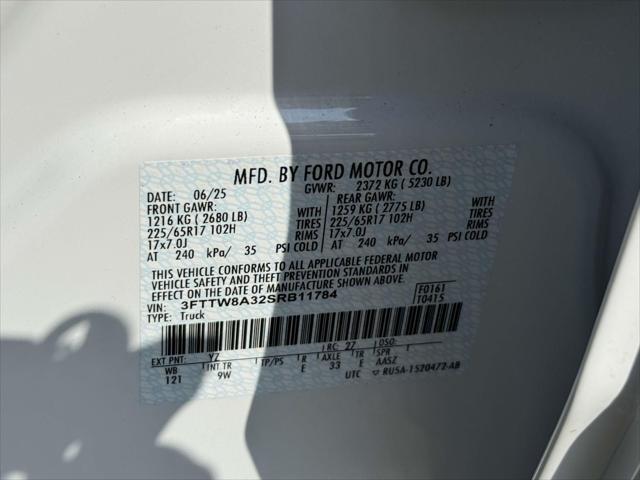 MFD. BY FORD MOTOR CO.
DATE: 06/25 GVWR: 2372 KG ( 5230 LB)
FRONT GAWR: REAR GAWR:
1216 KG ( 2680 LB) WITH 1259 KG ( 2775 LB) WITH
225/65R17 102H TIRES 225/65R17 102H TIRES
17x7.0J RIMS 17x7.0J RIMS
AT 240 kPa/ 35 PSI COLD AT 240 kPa/ 35 PSI COLD
THIS VEHICLE CONFORMS TO ALL APPLICABLE FEDERAL MOTOR
VEHICLE SAFETY AND THEFT PREVENTION STANDARDS IN
EFFECT ON THE DATE OF MANUFACTURE SHOWN ABOVE.
VIN: 3FTTW8A32SRB11784 F0161
TYPE: Truck T0415
EXT PNT: YZ RC: 27 DSO:
WB INT TR TP/PS R AXLE TR SPR
121 9W E 33 E AASZ
UTC ▽ RU5A-1520472-AB